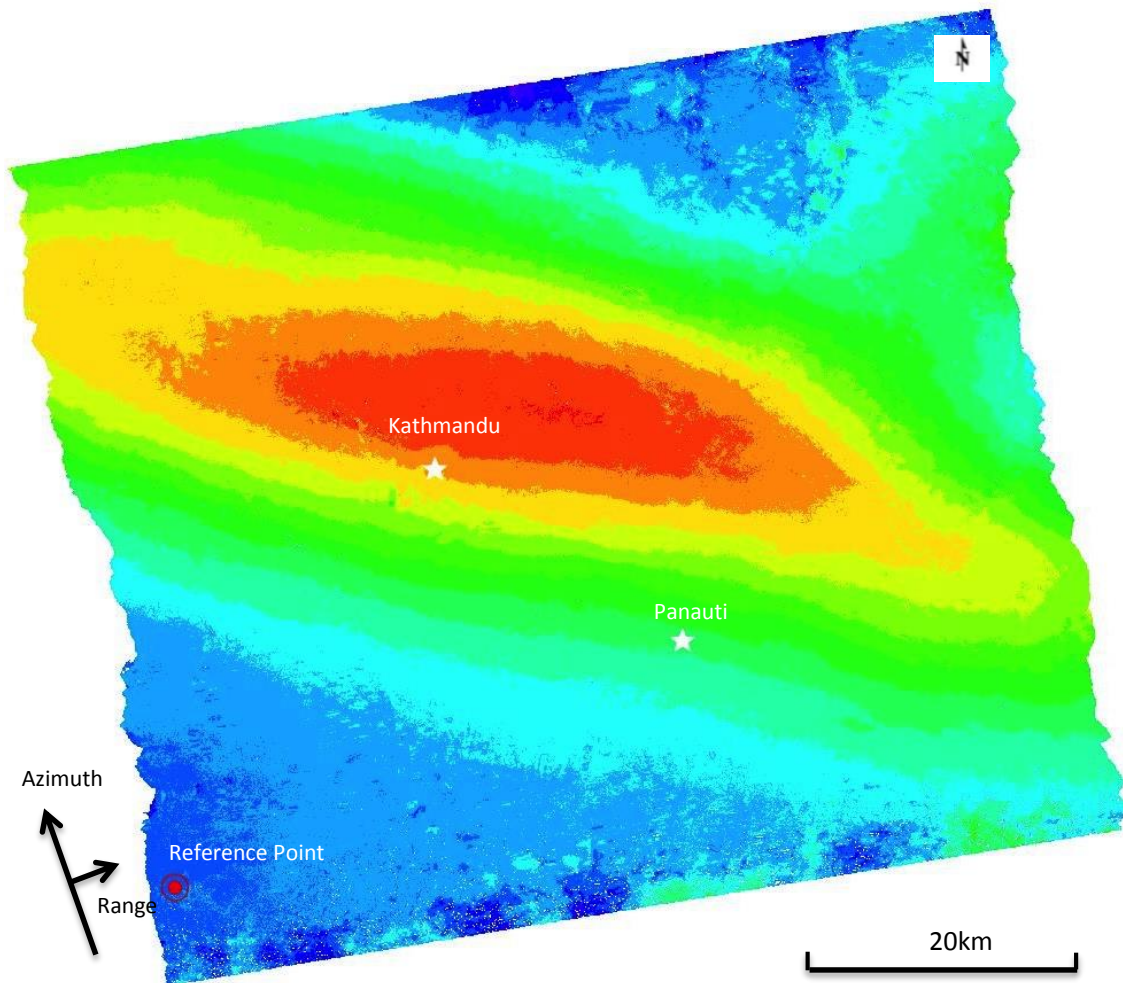 N
Kathmandu
Panauti
Azimuth
Reference Point
Range
20km